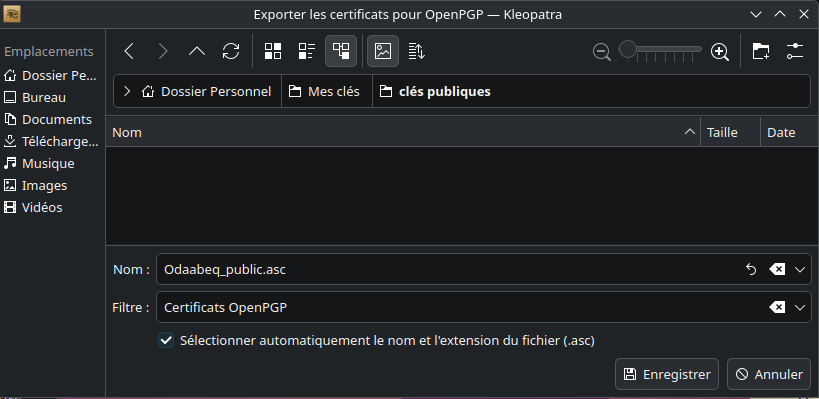 Exporter les certificats pour OpenPGP — Kleopatra
Emplacements
Dossier Pe...
Bureau
Documents
Télécharge...
Musique
Images
Vidéos
Dossier Personnel
Mes clés
clés publiques
Nom
Taille
Date
Nom : Odaabeq_public.asc
Filtre : Certificats OpenPGP
Sélectionner automatiquement le nom et l'extension du fichier (.asc)
Enregistrer
Annuler